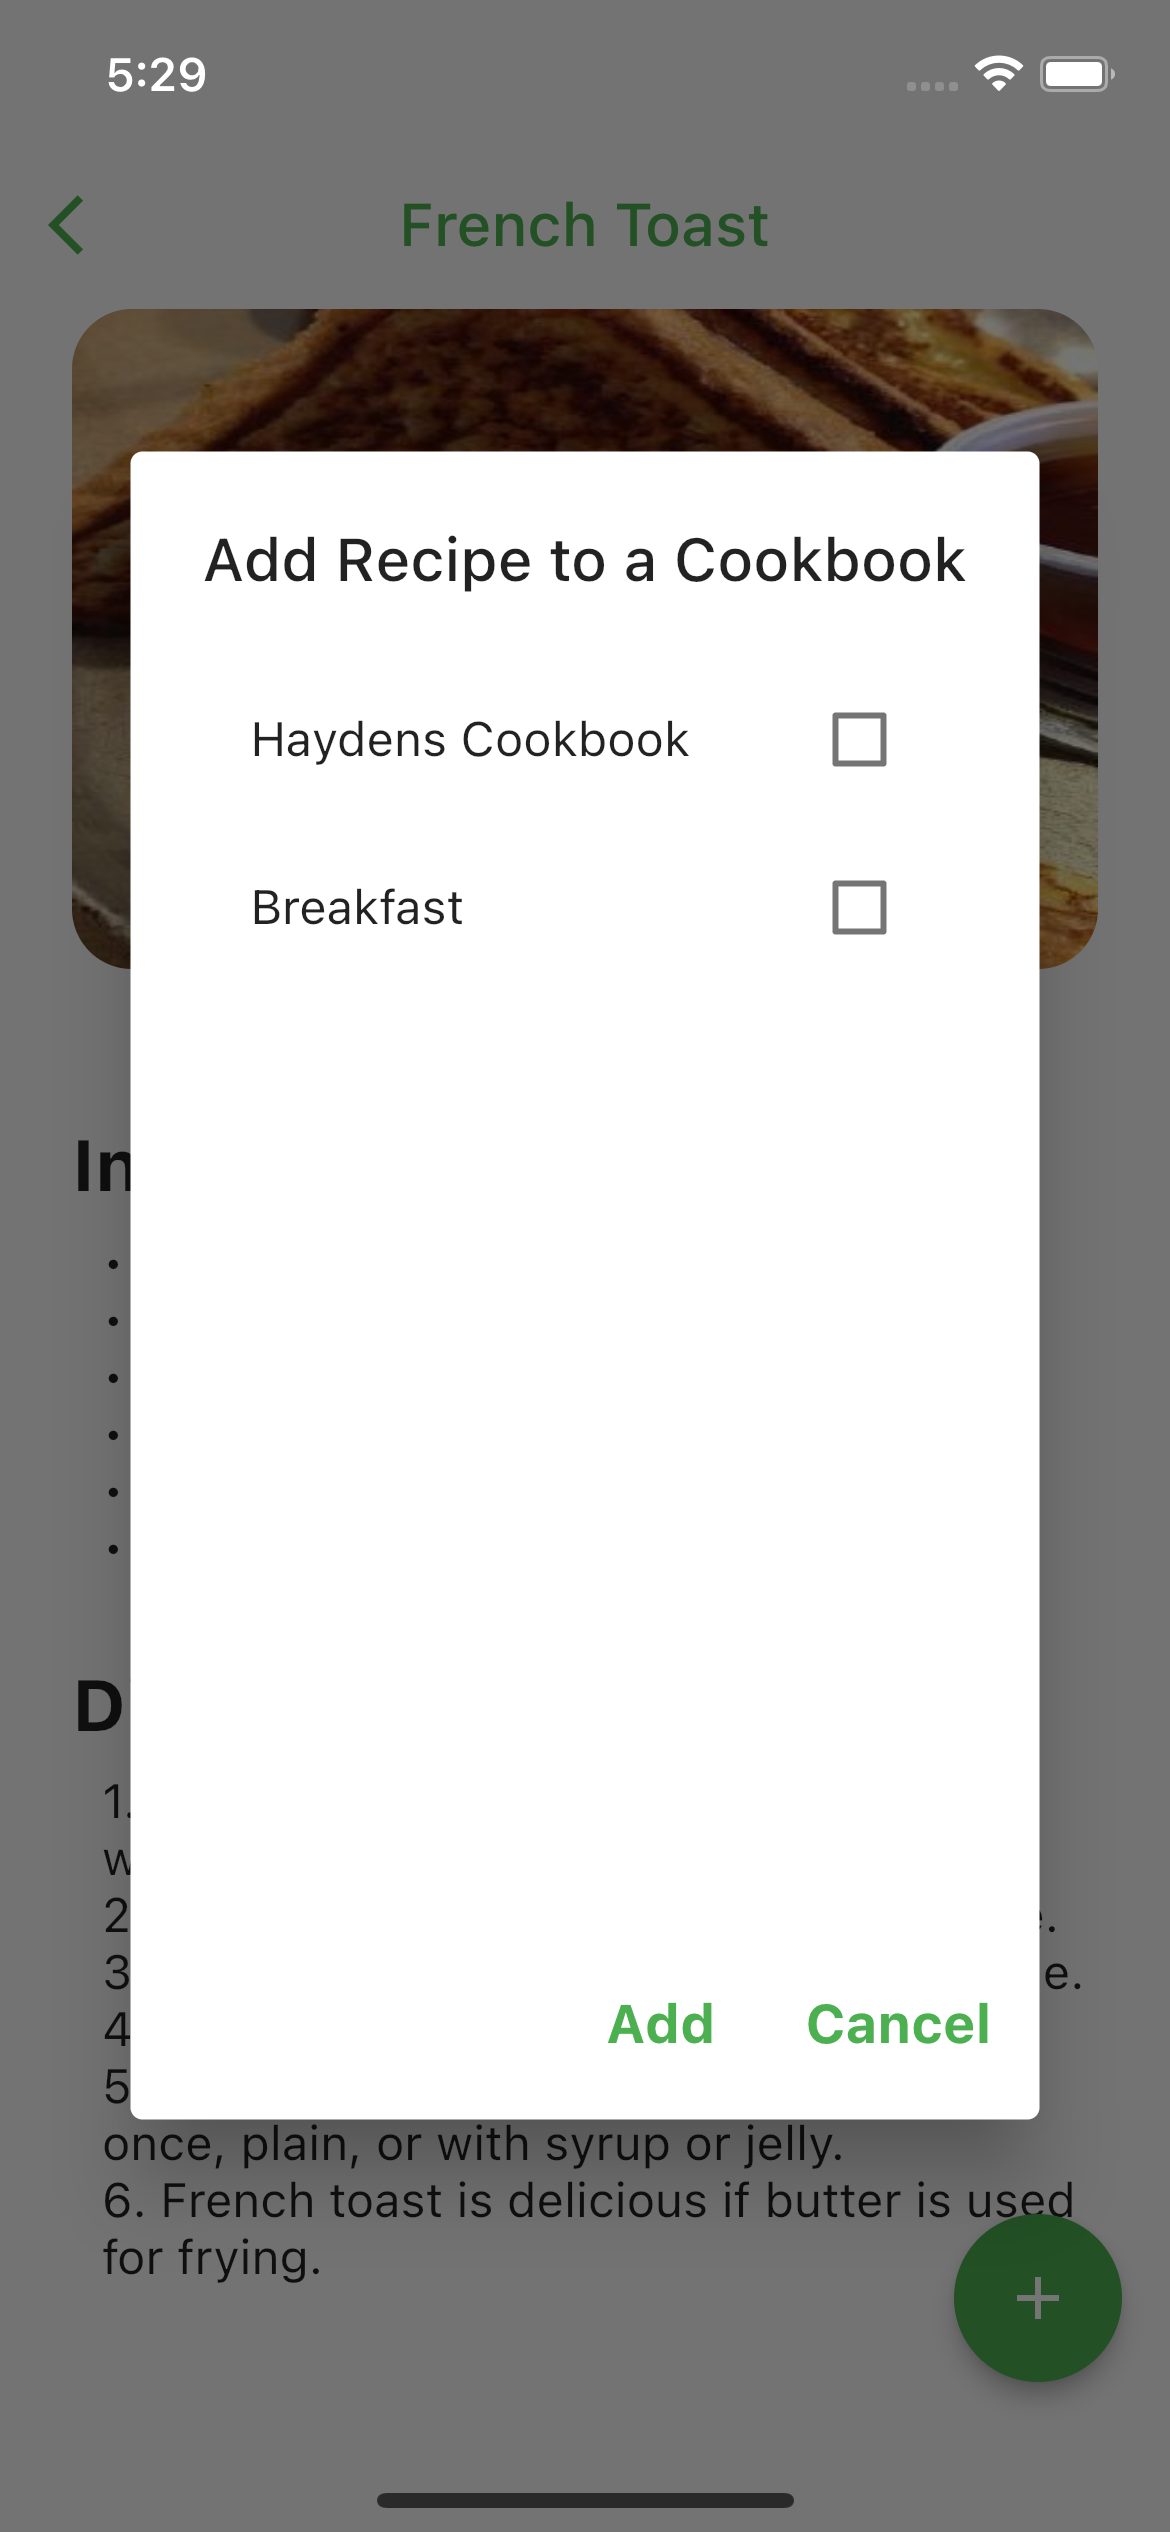 5:29
French Toast
Add Recipe to a Cookbook
Haydens Cookbook
Breakfast
1.
2
3
4
5
Add Cancel
once, plain, or with syrup or jelly.
6. French toast is delicious if butter is used
for frying.